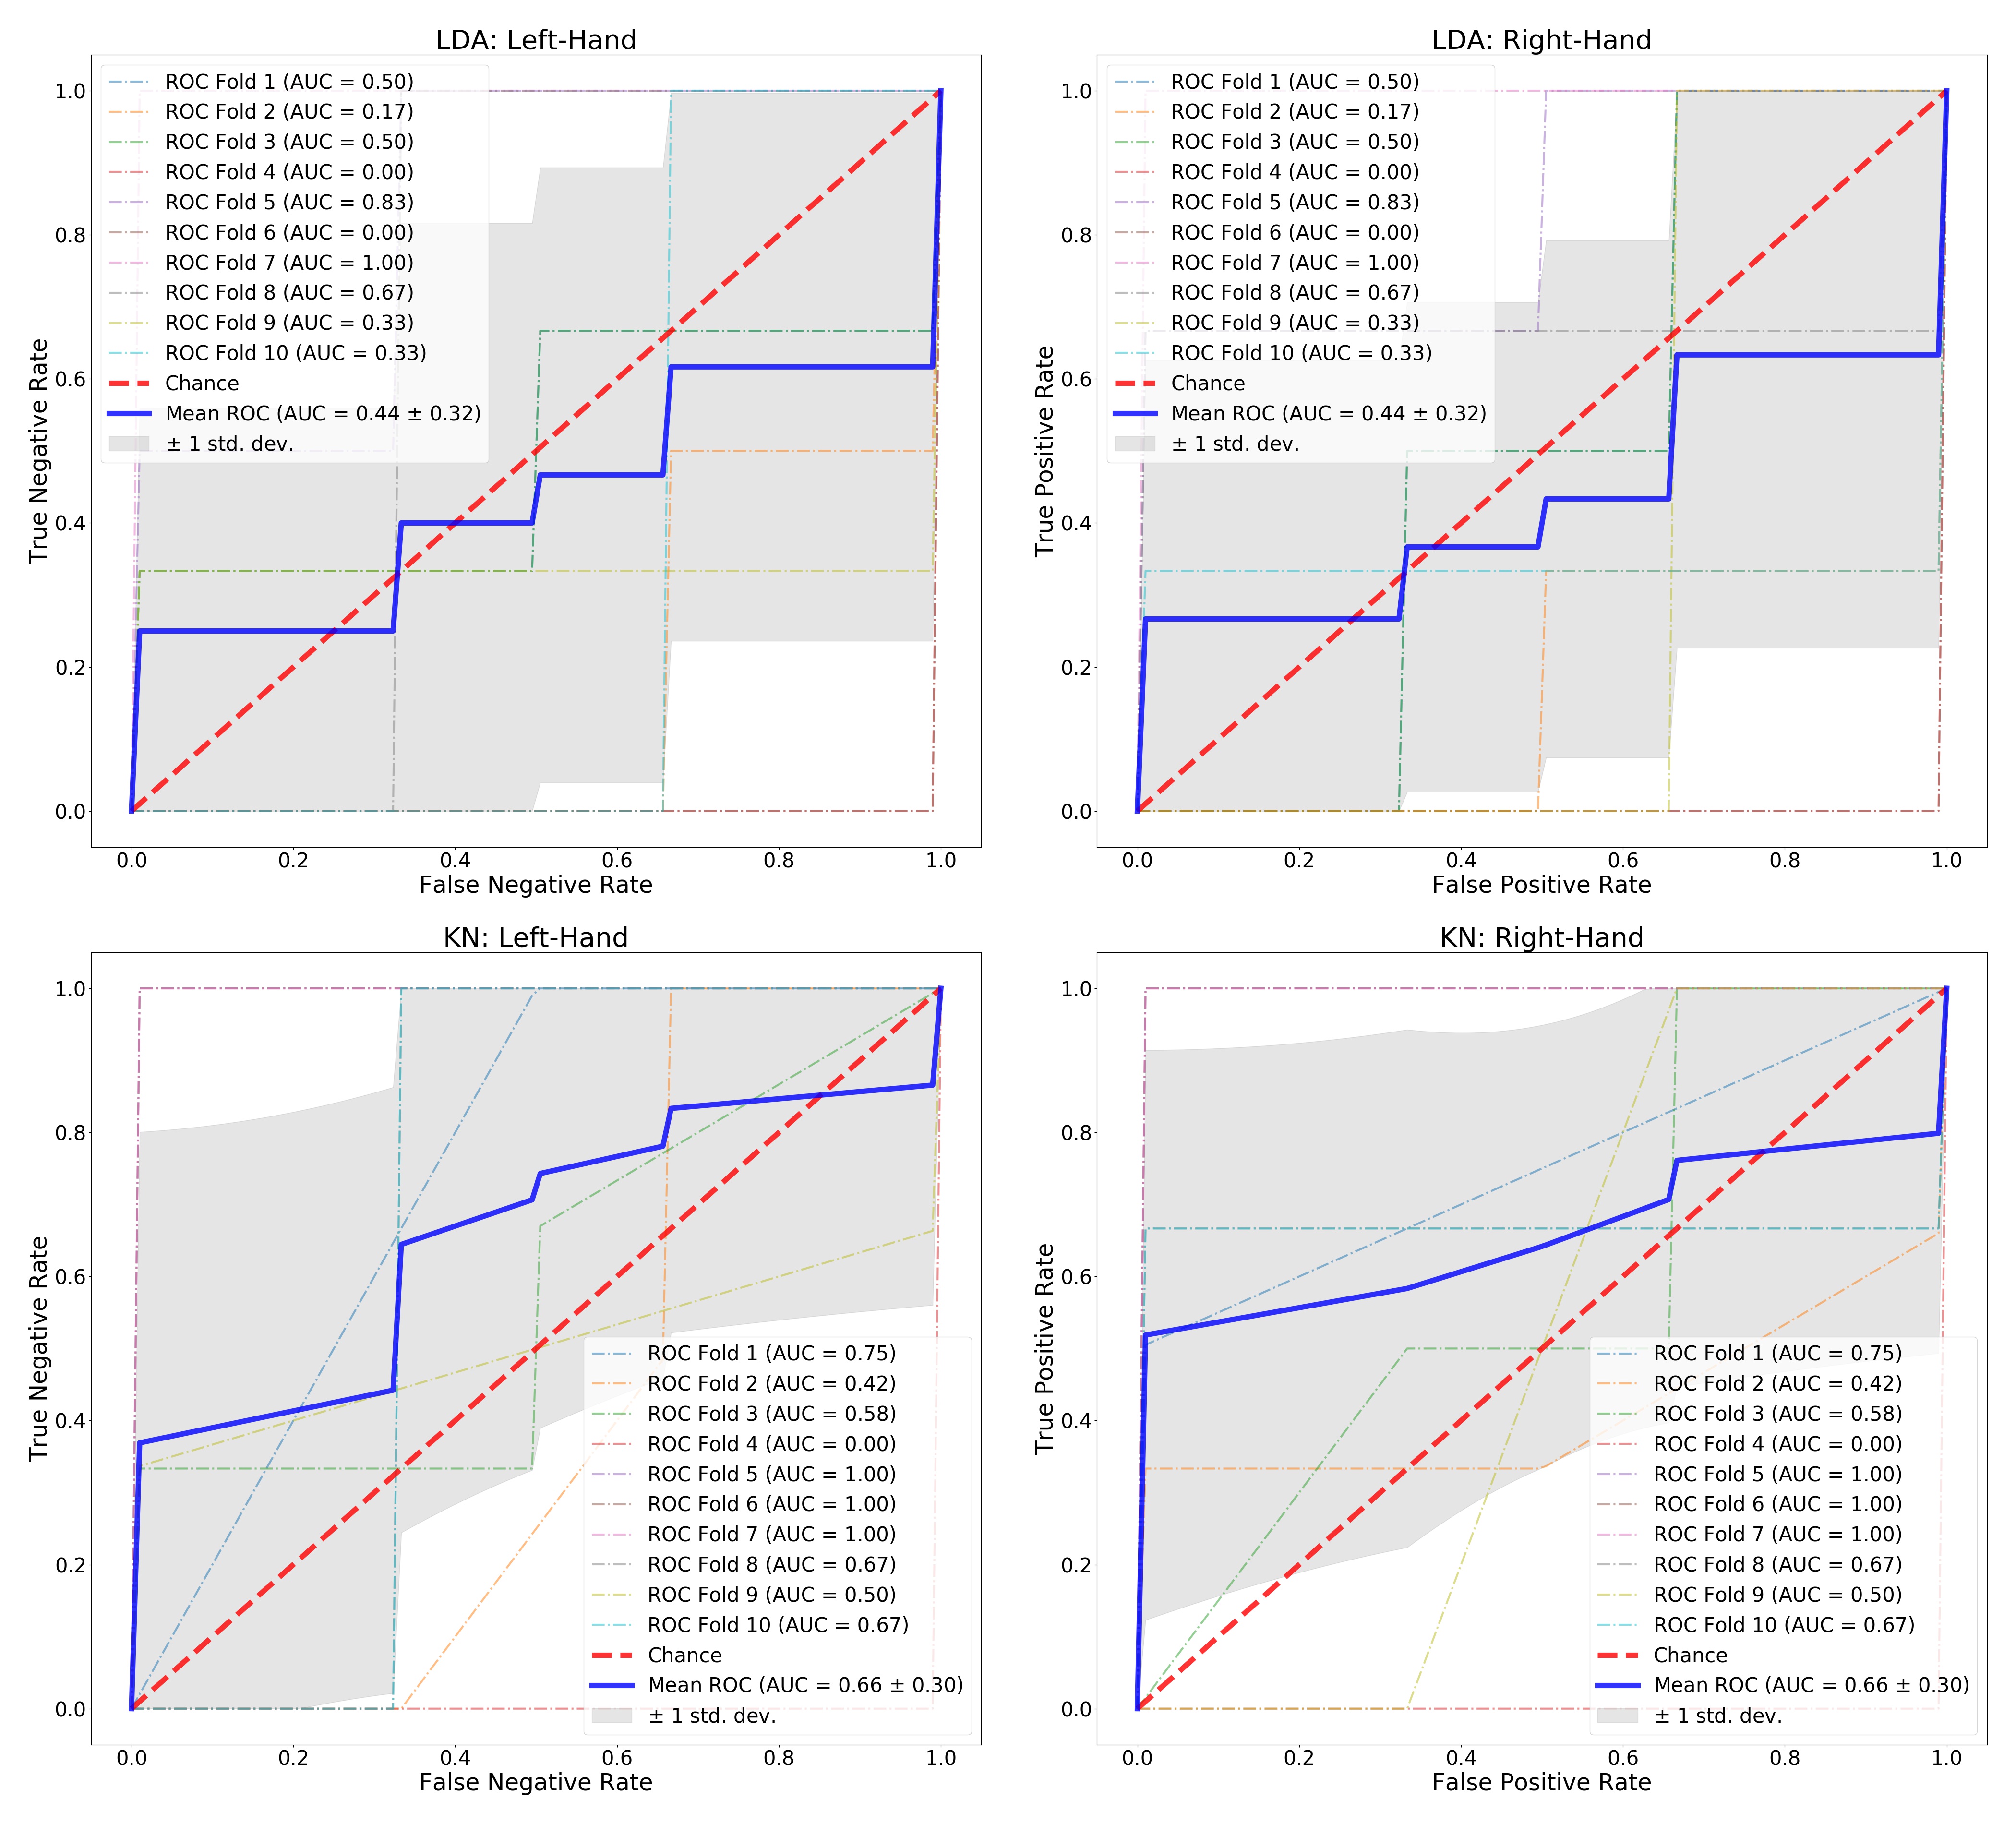 LDA: Left-Hand
True Negative Rate
1.0
0.8
0.6
0.4
0.2
0.0
ROC Fold 1 (AUC = 0.50)
ROC Fold 2 (AUC = 0.17)
ROC Fold 3 (AUC = 0.50)
ROC Fold 4 (AUC = 0.00)
ROC Fold 5 (AUC = 0.83)
ROC Fold 6 (AUC = 0.00)
ROC Fold 7 (AUC = 1.00)
ROC Fold 8 (AUC = 0.67)
ROC Fold 9 (AUC = 0.33)
ROC Fold 10 (AUC = 0.33)
Chance
Mean ROC (AUC = 0.44 ± 0.32)
± 1 std. dev.
0.0 0.2 0.4 0.6 0.8 1.0
False Negative Rate
LDA: Right-Hand
True Positive Rate
1.0
0.8
0.6
0.4
0.2
0.0
ROC Fold 1 (AUC = 0.50)
ROC Fold 2 (AUC = 0.17)
ROC Fold 3 (AUC = 0.50)
ROC Fold 4 (AUC = 0.00)
ROC Fold 5 (AUC = 0.83)
ROC Fold 6 (AUC = 0.00)
ROC Fold 7 (AUC = 1.00)
ROC Fold 8 (AUC = 0.67)
ROC Fold 9 (AUC = 0.33)
ROC Fold 10 (AUC = 0.33)
Chance
Mean ROC (AUC = 0.44 ± 0.32)
± 1 std. dev.
0.0 0.2 0.4 0.6 0.8 1.0
False Positive Rate
KN: Left-Hand
True Negative Rate
1.0
0.8
0.6
0.4
0.2
0.0
ROC Fold 1 (AUC = 0.75)
ROC Fold 2 (AUC = 0.42)
ROC Fold 3 (AUC = 0.58)
ROC Fold 4 (AUC = 0.00)
ROC Fold 5 (AUC = 1.00)
ROC Fold 6 (AUC = 1.00)
ROC Fold 7 (AUC = 1.00)
ROC Fold 8 (AUC = 0.67)
ROC Fold 9 (AUC = 0.50)
ROC Fold 10 (AUC = 0.67)
Chance
Mean ROC (AUC = 0.66 ± 0.30)
± 1 std. dev.
0.0 0.2 0.4 0.6 0.8 1.0
False Negative Rate
KN: Right-Hand
True Positive Rate
1.0
0.8
0.6
0.4
0.2
0.0
ROC Fold 1 (AUC = 0.75)
ROC Fold 2 (AUC = 0.42)
ROC Fold 3 (AUC = 0.58)
ROC Fold 4 (AUC = 0.00)
ROC Fold 5 (AUC = 1.00)
ROC Fold 6 (AUC = 1.00)
ROC Fold 7 (AUC = 1.00)
ROC Fold 8 (AUC = 0.67)
ROC Fold 9 (AUC = 0.50)
ROC Fold 10 (AUC = 0.67)
Chance
Mean ROC (AUC = 0.66 ± 0.30)
± 1 std. dev.
0.0 0.2 0.4 0.6 0.8 1.0
False Positive Rate